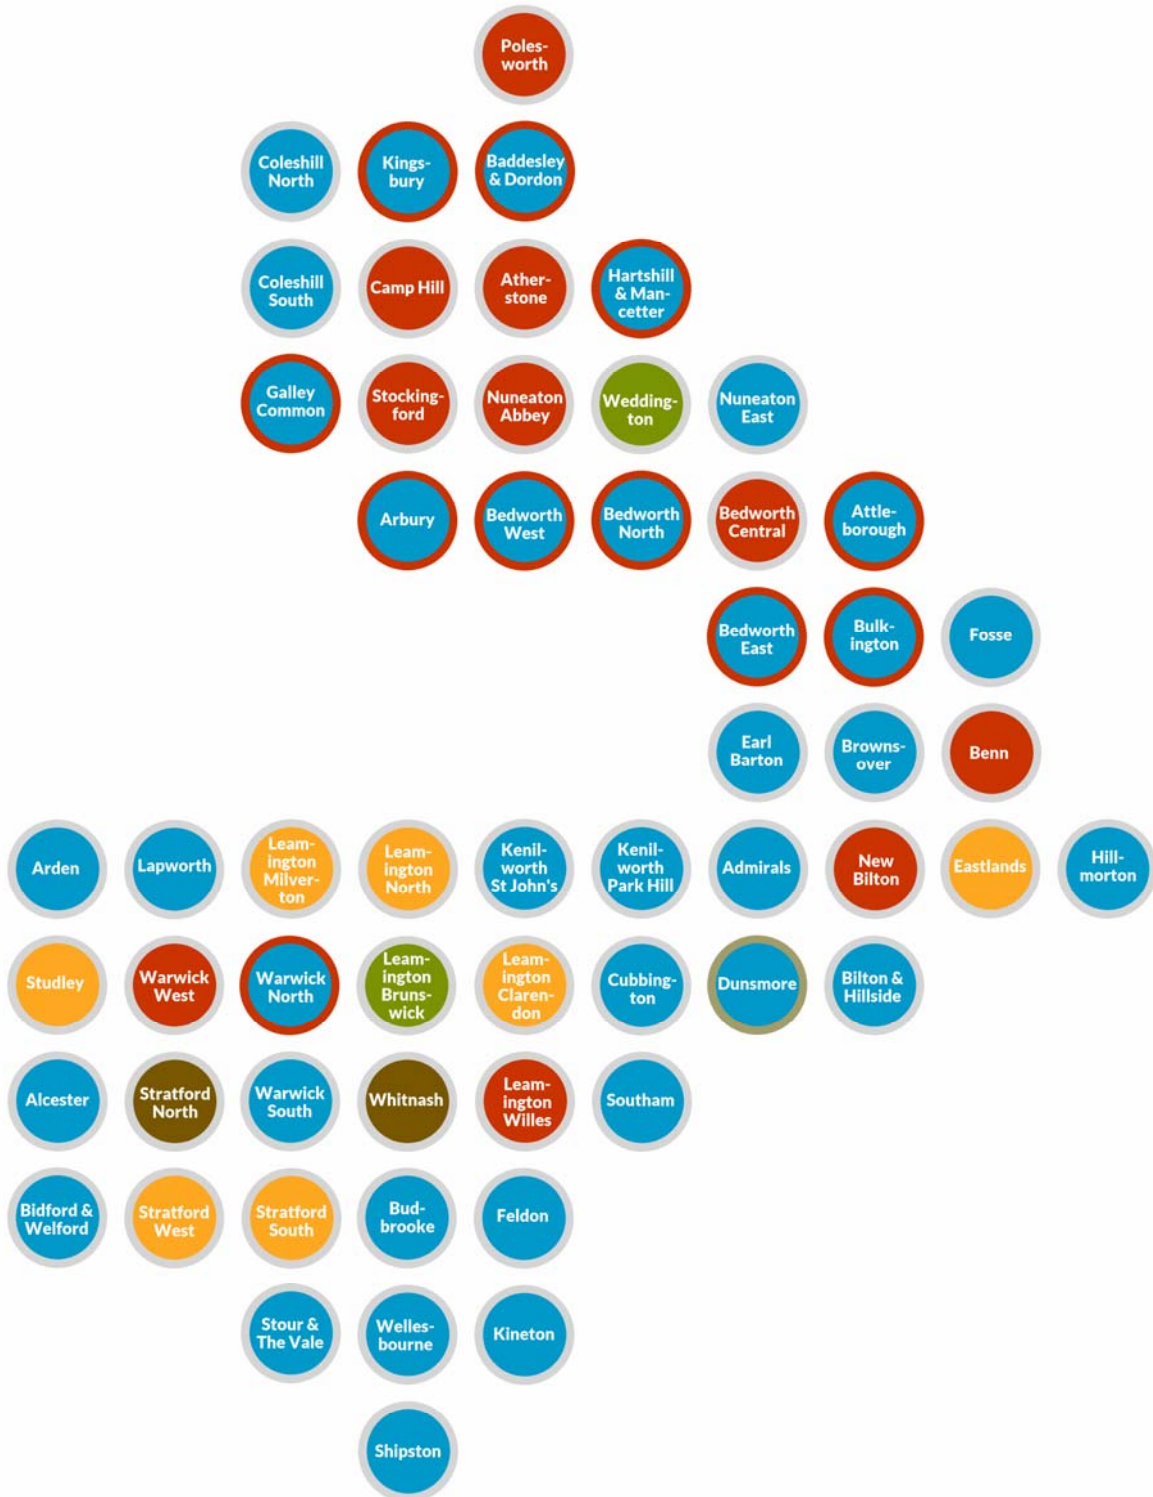 Poles-
worth
Coleshill
North
Kings-
bury
Baddesley
& Dordon
Coleshill
South
Camp Hill
Ather-
stone
Hartshill
& Man-
cetter
Galley
Common
Stocking-
ford
Nuneaton
Abbey
Wedding-
ton
Nuneaton
East
Arbury
Bedworth
West
Bedworth
North
Bedworth
Central
Attle-
borough
Bedworth
East
Bulk-
ington
Fosse
Earl
Barton
Browns-
over
Benn
Arden
Lapworth
Leam-
ington
Milver-
ton
Leam-
ington
North
Kenil-
worth
St John's
Kenil-
worth
Park Hill
Admirals
New
Bilton
Eastlands
Hill-
morton
Studley
Warwick
West
Warwick
North
Leam-
ington
Bruns-
wick
Leam-
ington
Claren-
don
Cubbing-
ton
Dunsmore
Bilton &
Hillside
Alcester
Stratford
North
Warwick
South
Whitnash
Leam-
ington
Willes
Southam
Bidford &
Welford
Stratford
West
Stratford
South
Bud-
brooke
Feldon
Stour &
The Vale
Welles-
bourne
Kineton
Shipston